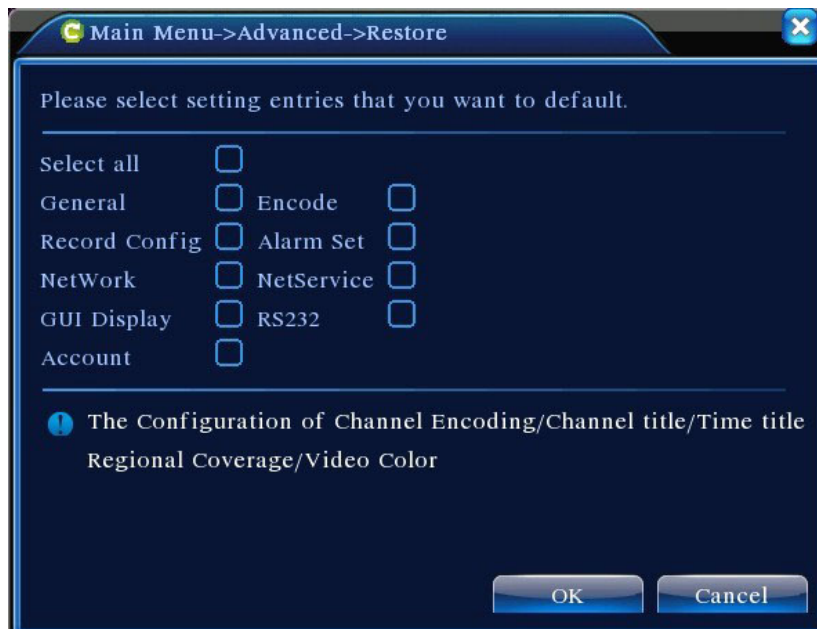 Main Menu->Advanced->Restore
Please select setting entries that you want to default.
Select all
General Encode
Record Config Alarm Set
NetWork NetService
GUI Display RS232
Account
The Configuration of Channel Encoding/Channel title/Time title
Regional Coverage/Video Color
OK Cancel